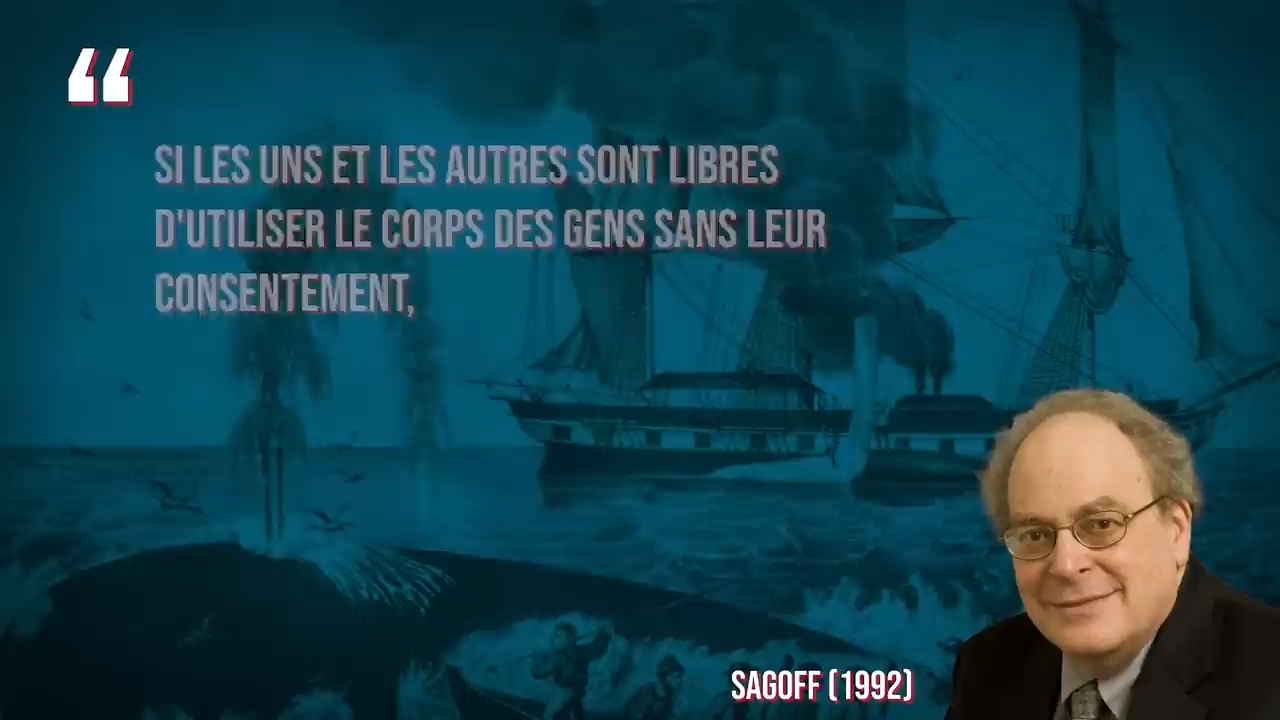 “
SI LES UNS ET LES AUTRES SONT LIBRES
D'UTILISER LE CORPS DES GENS SANS LEUR
CONSENTEMENT,
SAGOFF (1992)